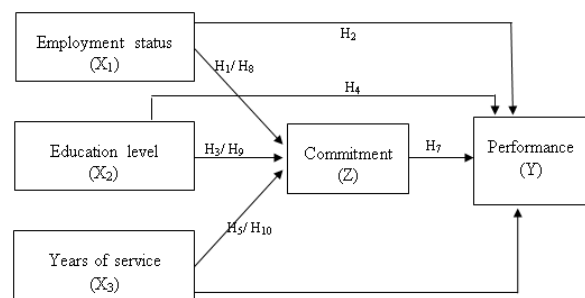 Employment status
(X₁)
H₂
H₁/ H₈
H₄
Education level
(X₂)
H₃/ H₉
Commitment
(Z)
H₇
Performance
(Y)
H₅/ H₁₀
Years of service
(X₃)